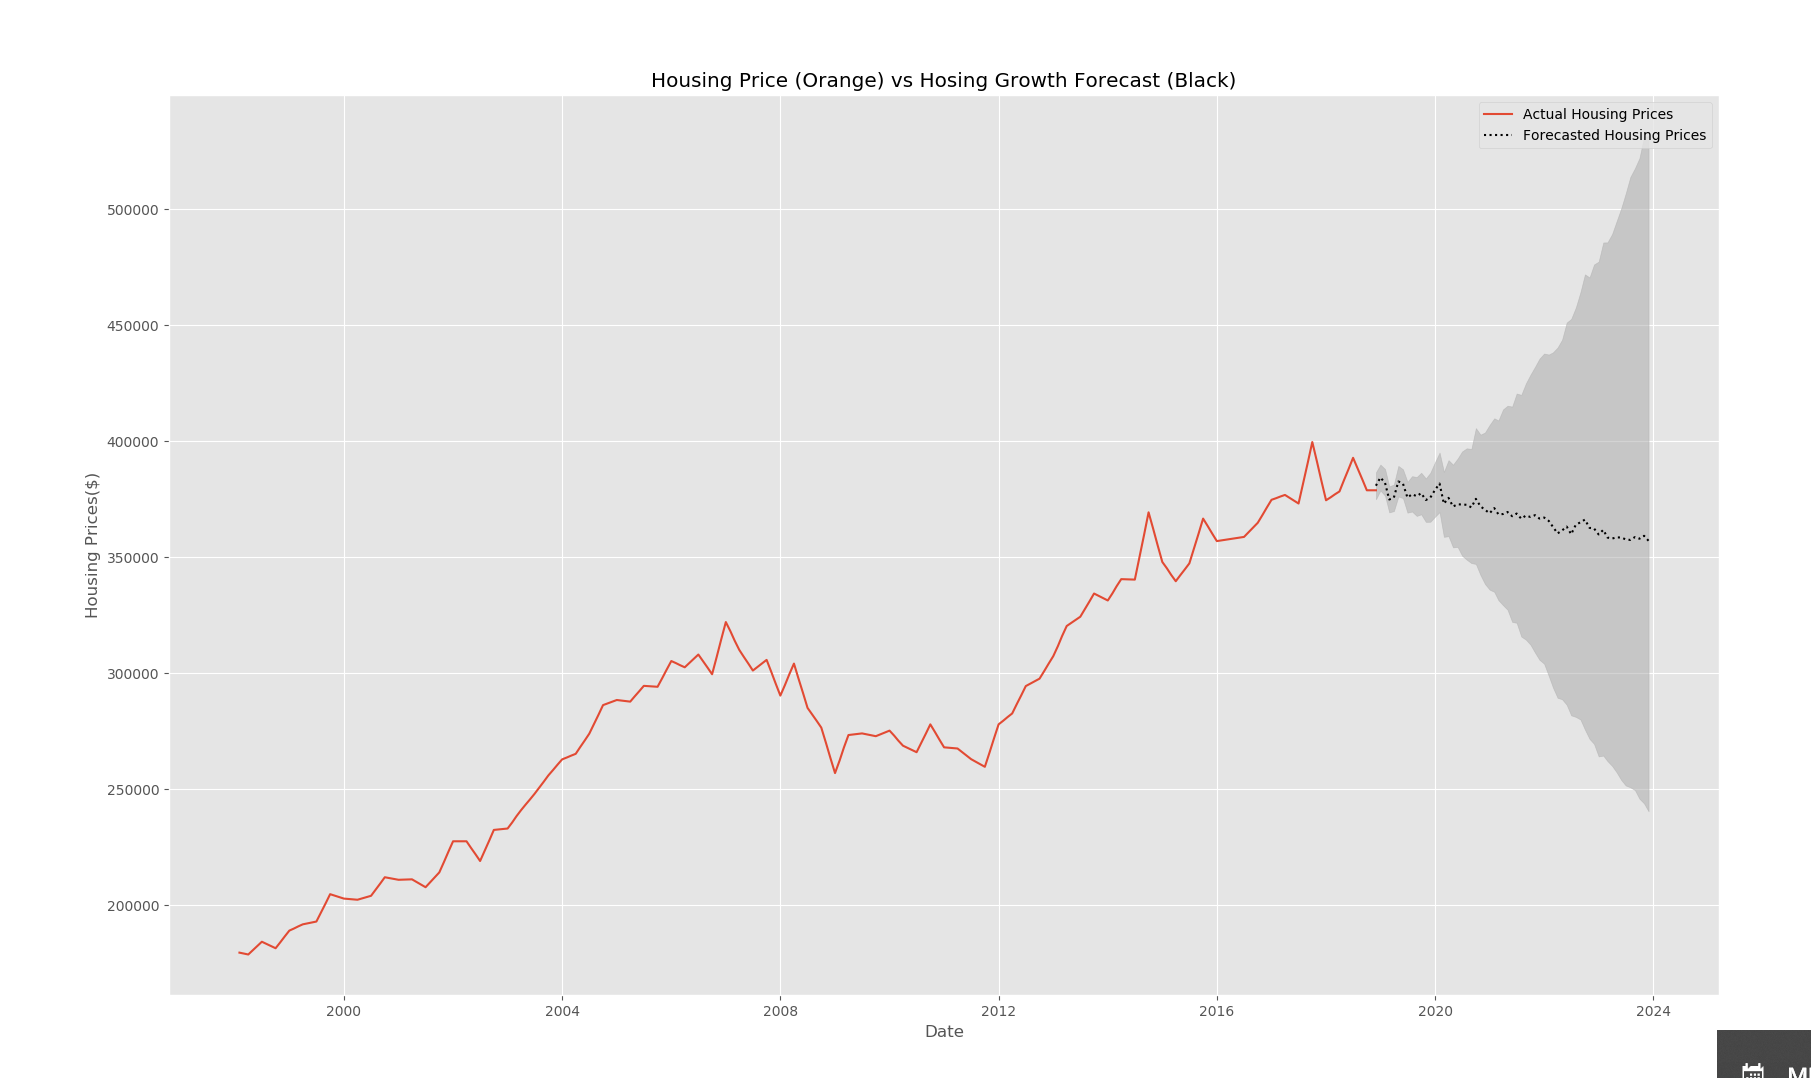 Housing Price (Orange) vs Hosing Growth Forecast (Black)
Actual Housing Prices
Forecasted Housing Prices
Housing Prices($)
500000
450000
400000
350000
300000
250000
200000
2000 2004 2008 2012 2016 2020 2024
Date